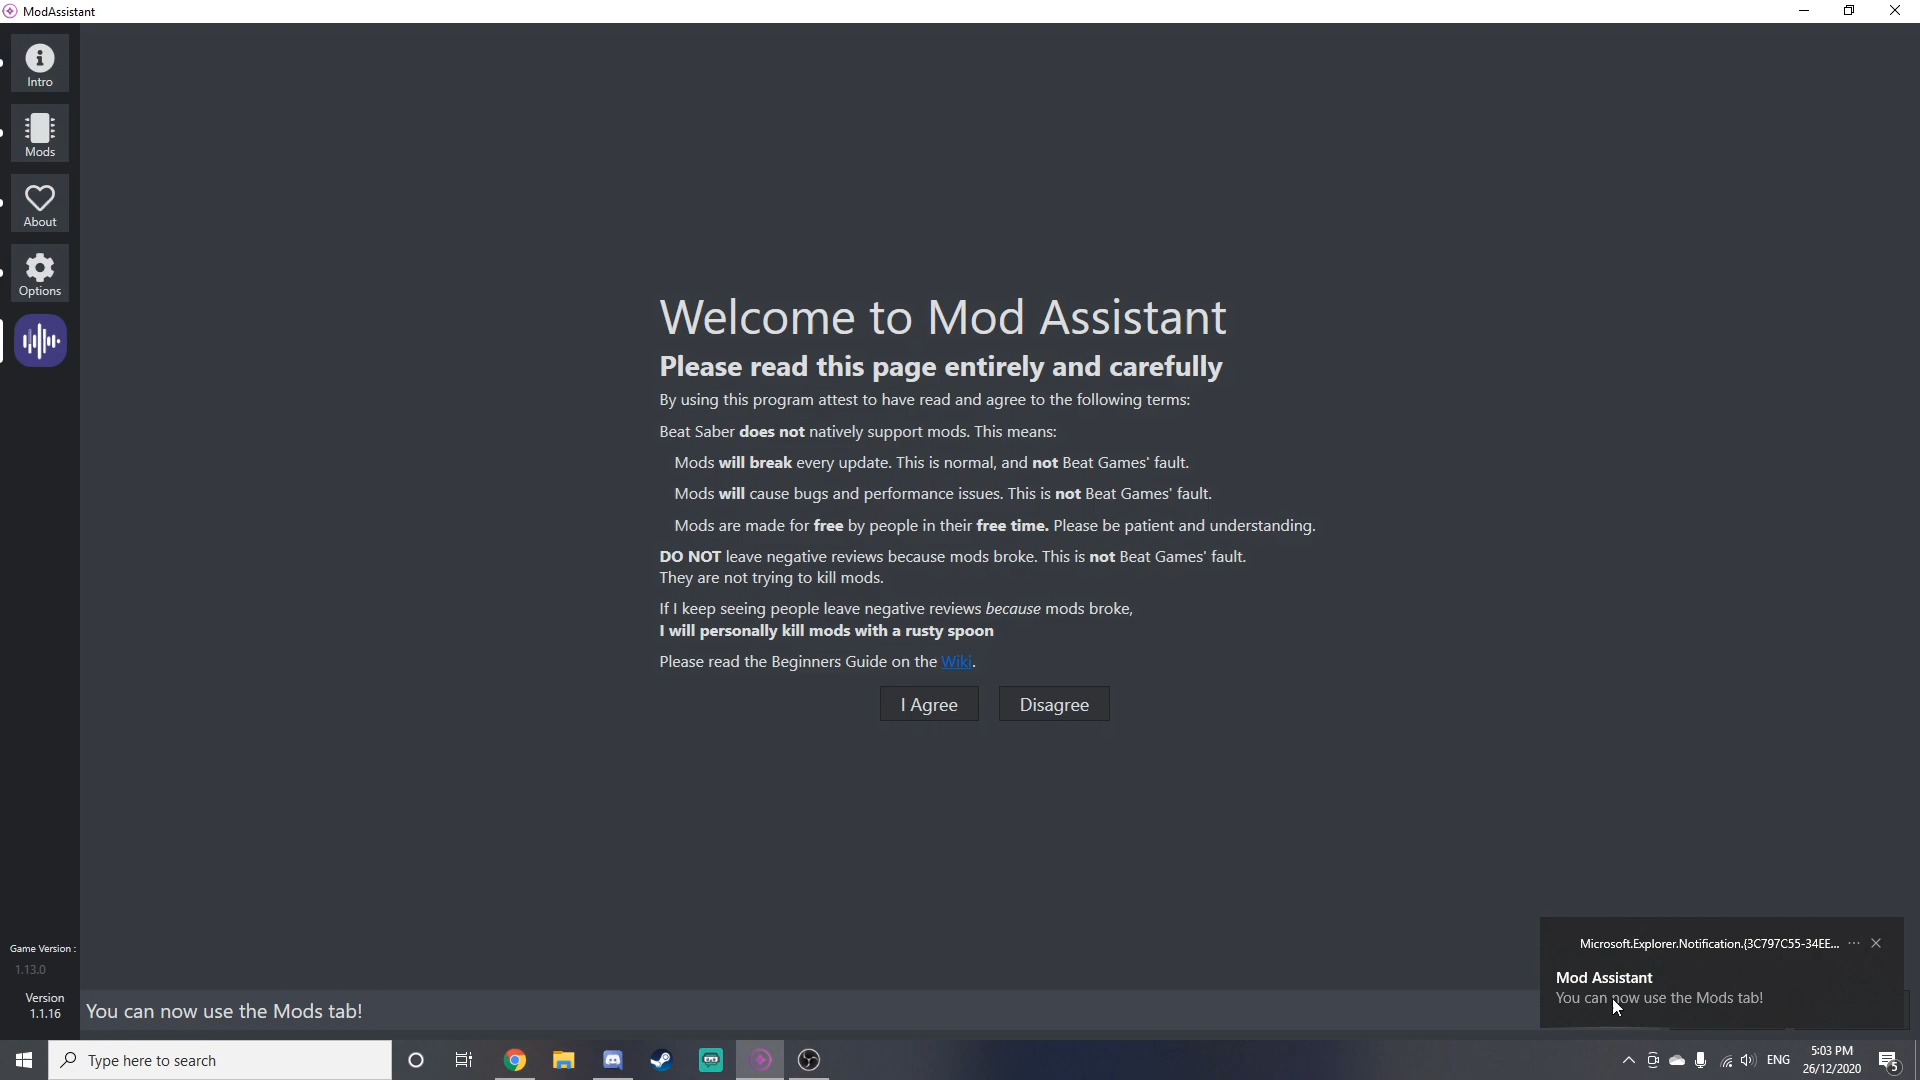 ModAssistant
Intro
Mods
About
Options
Welcome to Mod Assistant
Please read this page entirely and carefully
By using this program attest to have read and agree to the following terms:
Beat Saber does not natively support mods. This means:
Mods will break every update. This is normal, and not Beat Games' fault.
Mods will cause bugs and performance issues. This is not Beat Games' fault.
Mods are made for free by people in their free time. Please be patient and understanding.
DO NOT leave negative reviews because mods broke. This is not Beat Games' fault.
They are not trying to kill mods.
If I keep seeing people leave negative reviews because mods broke,
I will personally kill mods with a rusty spoon
Please read the Beginners Guide on the Wiki.
I Agree
Disagree
Game Version :
1.13.0
Version
1.1.16
You can now use the Mods tab!
Microsoft.Explorer.Notification.{3C797C55-34EE...
Mod Assistant
You can now use the Mods tab!
Type here to search
ENG
5:03 PM
26/12/2020
5